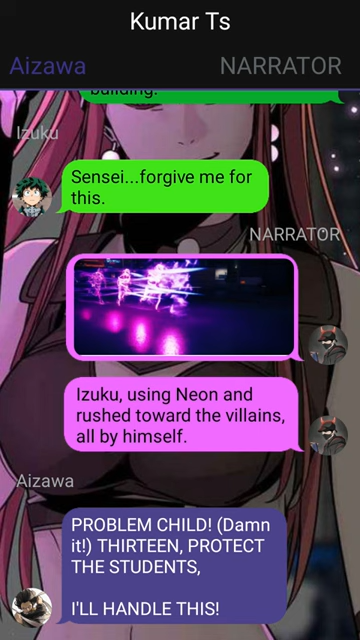 Kumar Ts
Aizawa
NARRATOR
building.
Izuku
Sensei...forgive me for
this.
NARRATOR
Izuku, using Neon and
rushed toward the villains,
all by himself.
Aizawa
PROBLEM CHILD! (Damn
it!) THIRTEEN, PROTECT
THE STUDENTS,
I'LL HANDLE THIS!